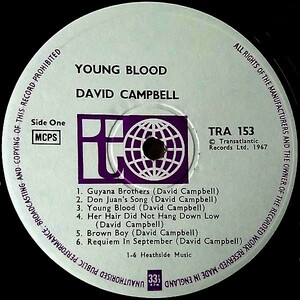 YOUNG BLOOD
DAVID CAMPBELL
Side One
MCPS
TRA 153
℗ Transatlantic
Records Ltd. 1967
1. Guyana Brothers (David Campbell)
2. Don Juan's Song (David Campbell)
3. Young Blood (David Campbell)
4. Her Hair Did Not Hang Down Low
(David Campbell)
5. Brown Boy (David Campbell)
6. Requiem in September (David Campbell)
1-6 Heathside Music
33⅓
ALL RIGHTS OF THE MANUFACTURERS AND THE OWNER OF THE RECORDED WORK RESERVED-MADE IN ENGLAND
UNAUTHORISED PUBLIC PERFORMANCE, BROADCASTING AND COPYING OF THIS RECORD PROHIBITED